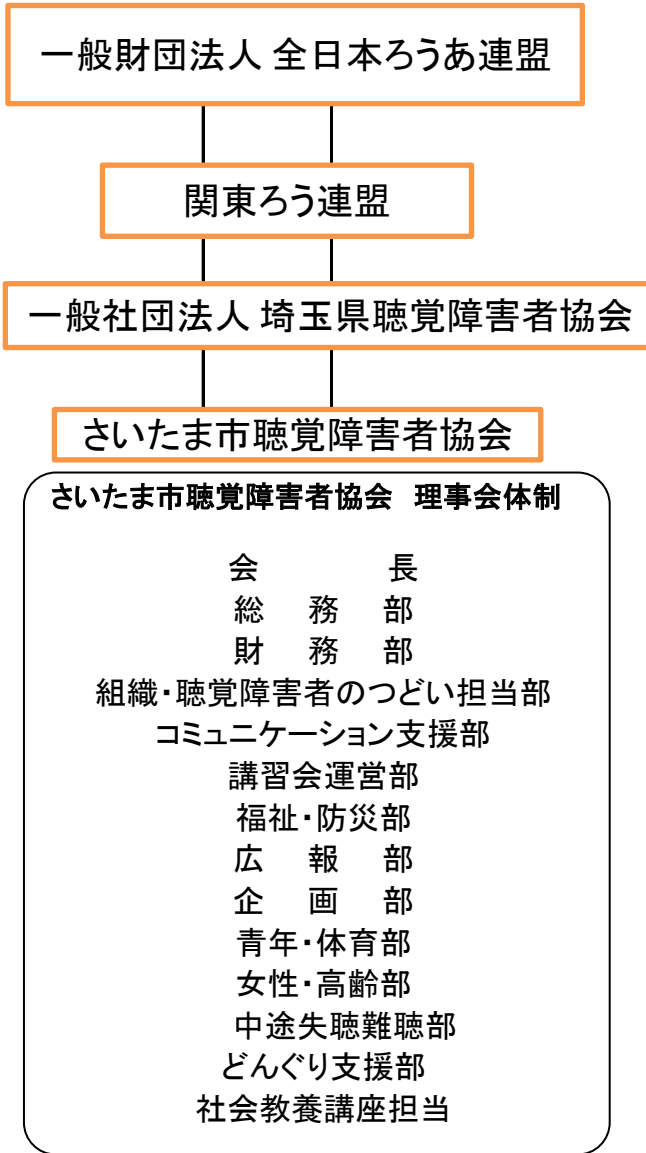 一般財団法人 全日本ろうあ連盟
関東ろう連盟
一般社団法人 埼玉県聴覚障害者協会
さいたま市聴覚障害者協会
さいたま市聴覚障害者協会　理事会体制
会　　　　長
総　務　部
財　務　部
組織・聴覚障害者のつどい担当部
コミュニケーション支援部
講習会運営部
福祉・防災部
広　報　部
企　画　部
青年・体育部
女性・高齢部
中途失聴難聴部
どんぐり支援部
社会教養講座担当